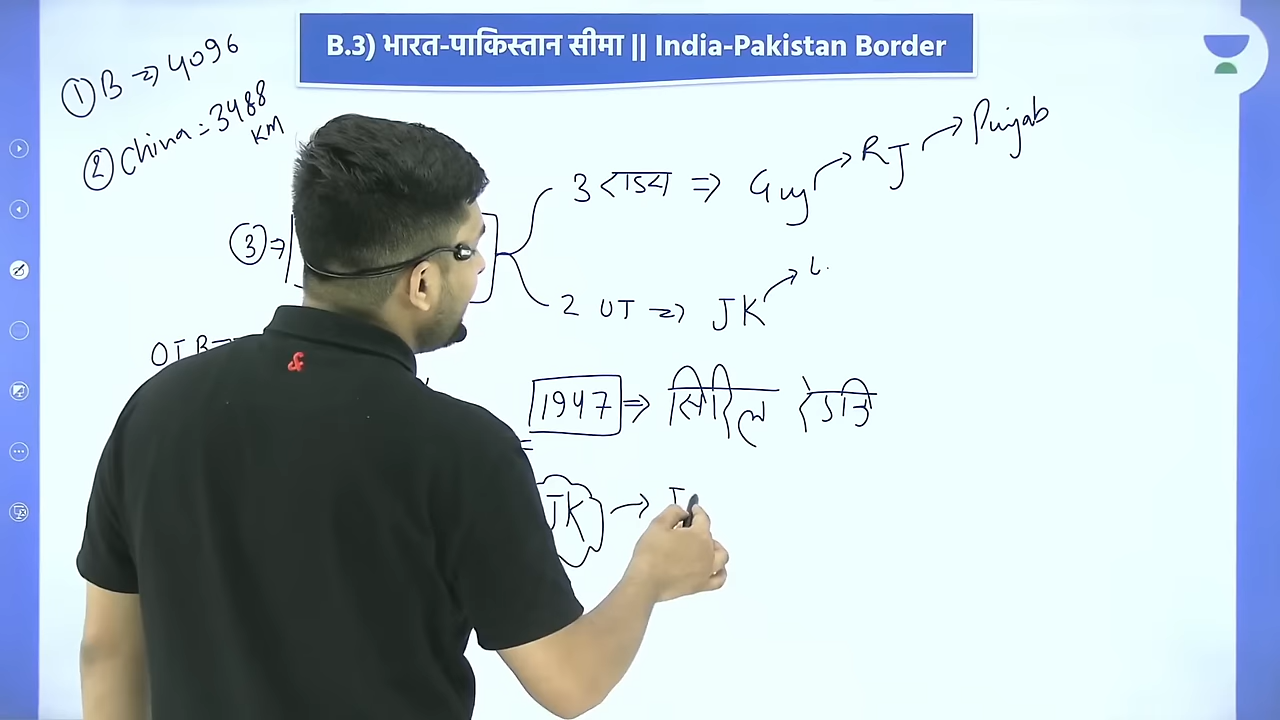 B.3) भारत-पाकिस्तान सीमा || India-Pakistan Border
① B ⇒ 4096
② China = 3488 KM
③ ⇒
3 राज्य ⇒ Guj → RJ → Punjab
2 UT ⇒ JK → L.
1947 ⇒ सिरिल रेडक्लि
JK → I